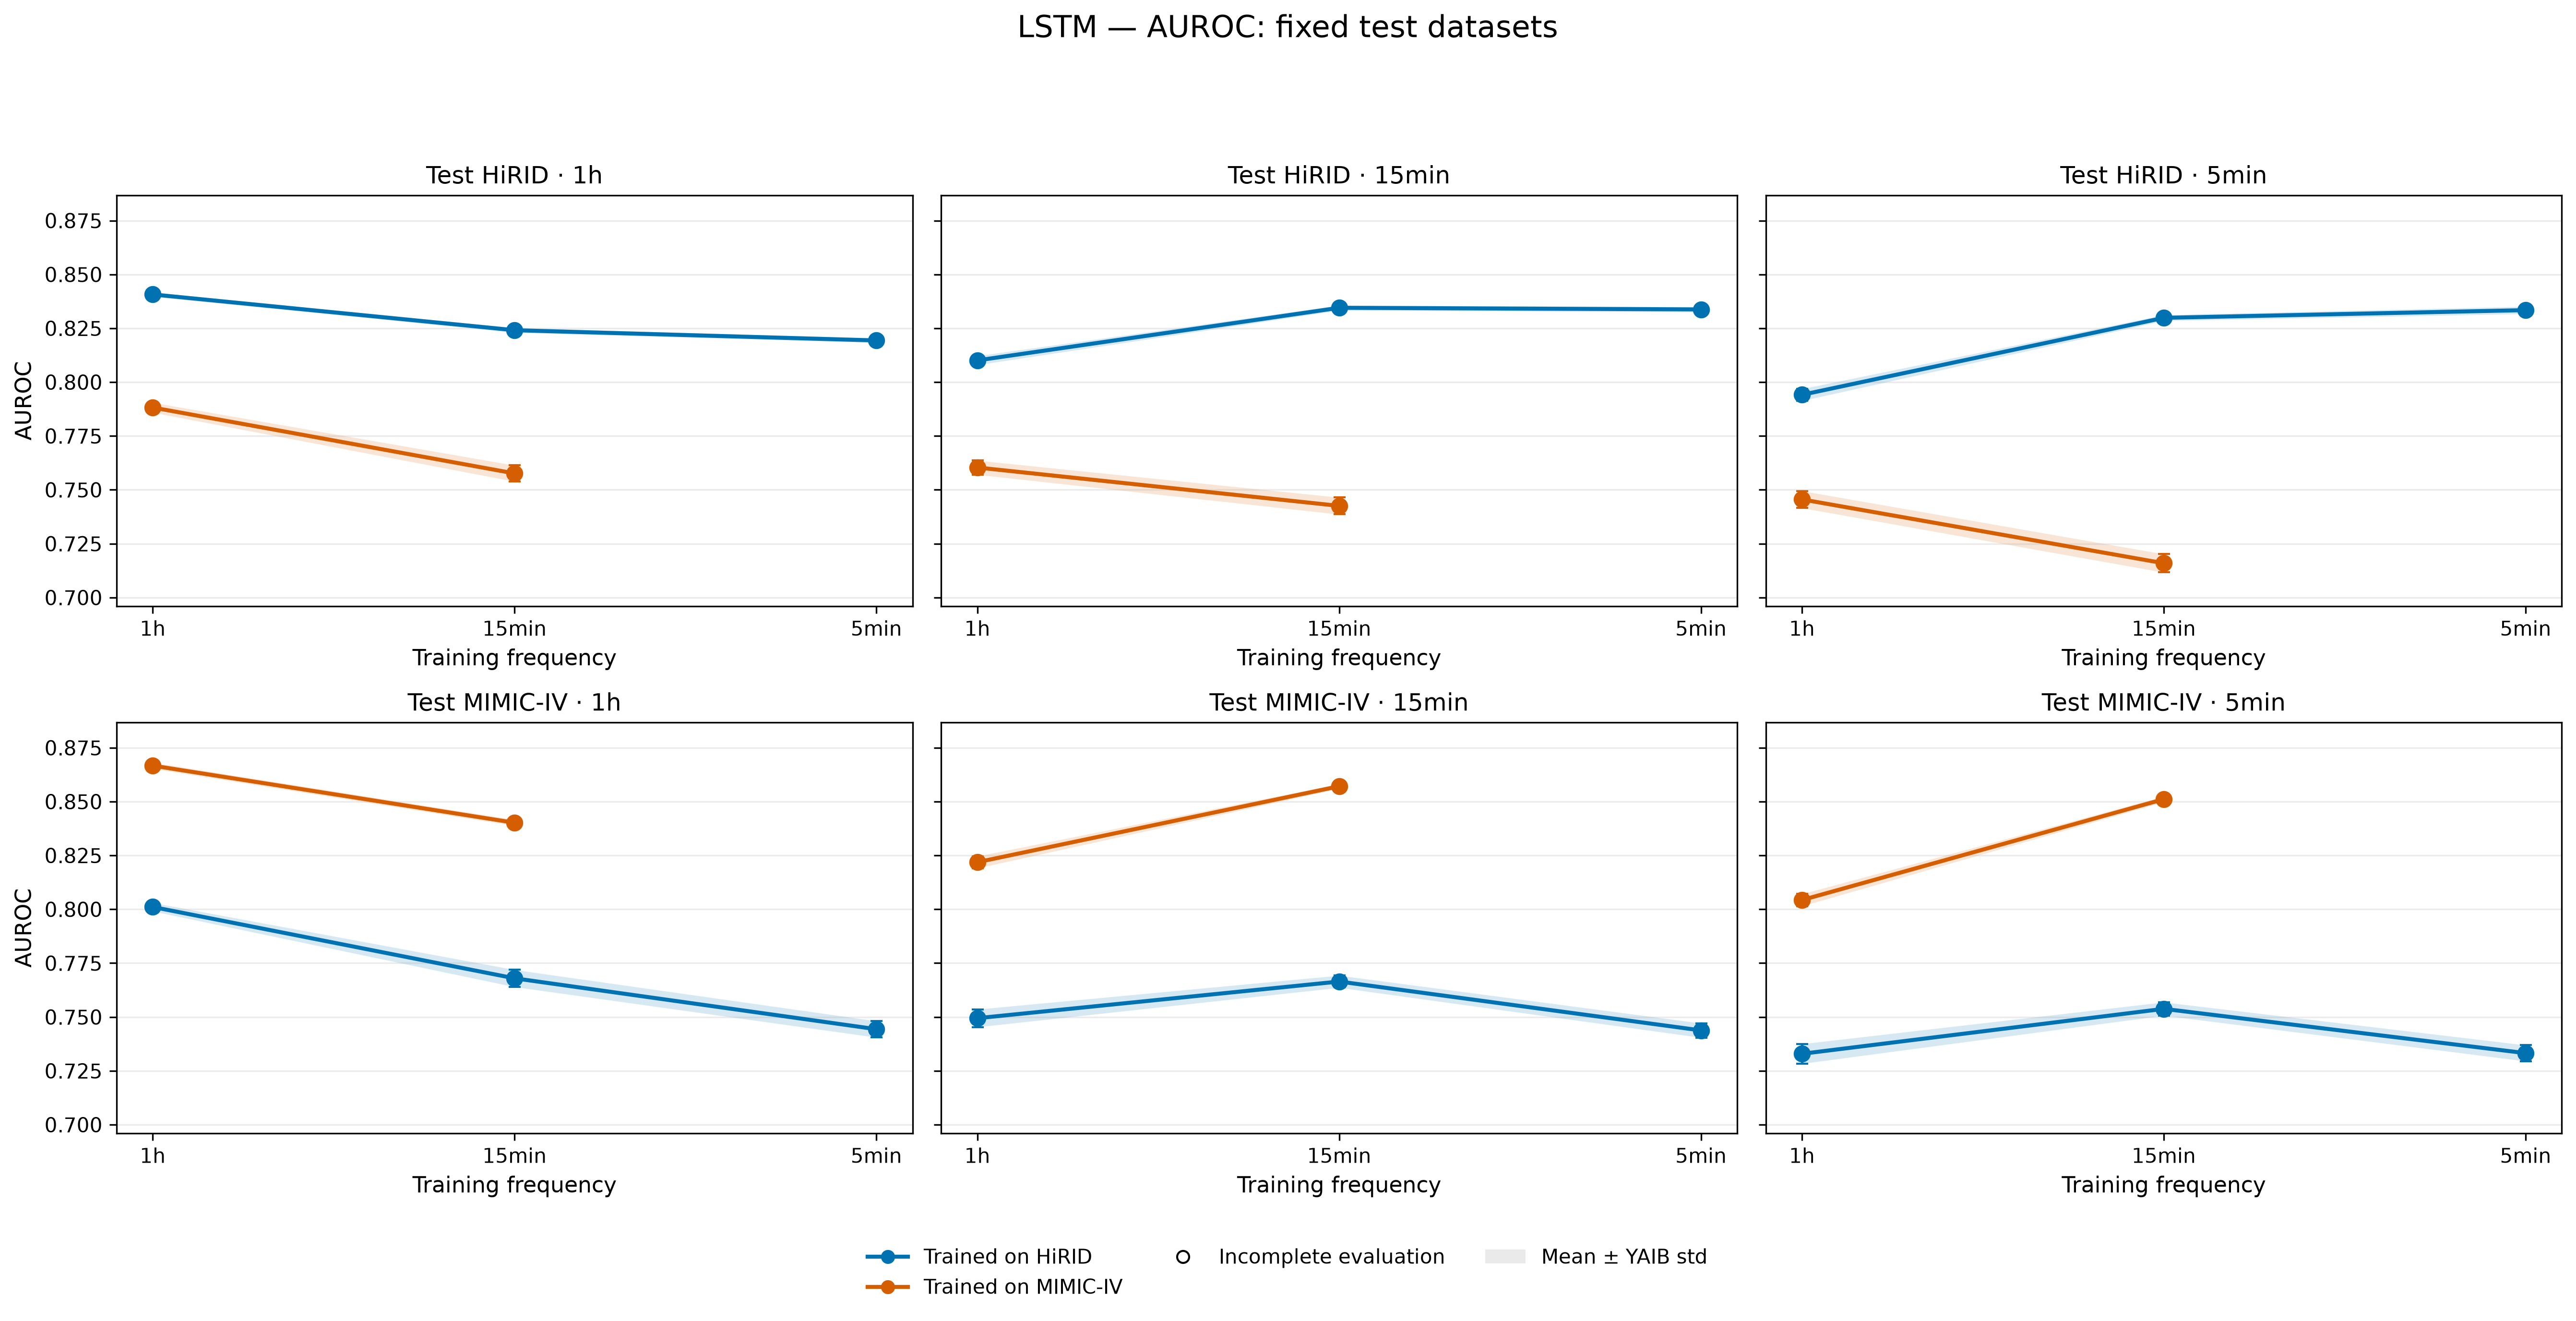 LSTM — AUROC: fixed test datasets
Test HiRID · 1h
Test HiRID · 15min
Test HiRID · 5min
AUROC
0.875
0.850
0.825
0.800
0.775
0.750
0.725
0.700
1h 15min 5min
1h 15min 5min
1h 15min 5min
Training frequency
Training frequency
Training frequency
Test MIMIC-IV · 1h
Test MIMIC-IV · 15min
Test MIMIC-IV · 5min
AUROC
0.875
0.850
0.825
0.800
0.775
0.750
0.725
0.700
1h 15min 5min
1h 15min 5min
1h 15min 5min
Training frequency
Training frequency
Training frequency
Trained on HiRID
Trained on MIMIC-IV
Incomplete evaluation
Mean ± YAIB std